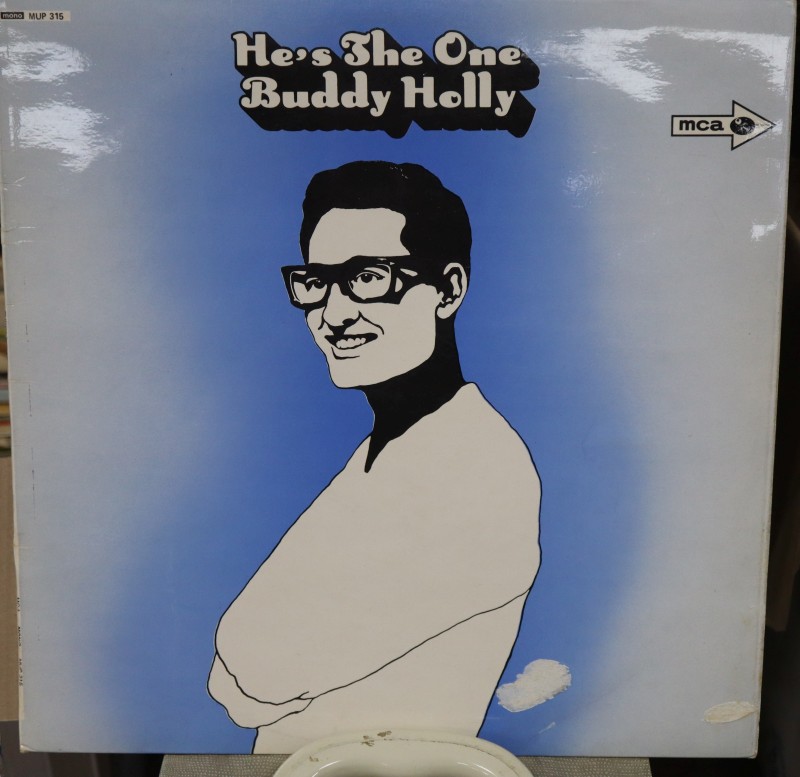 mono MUP 315
He's The One
Buddy Holly
mca